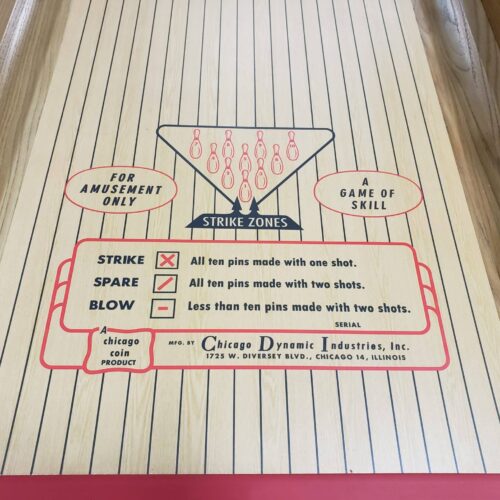 FOR
AMUSEMENT
ONLY
A
GAME OF
SKILL
STRIKE ZONES
STRIKE X All ten pins made with one shot.
SPARE / All ten pins made with two shots.
BLOW - Less than ten pins made with two shots.
SERIAL
A
chicago
coin
PRODUCT
MFG. BY Chicago Dynamic Industries, Inc.
1725 W. DIVERSEY BLVD., CHICAGO 14, ILLINOIS